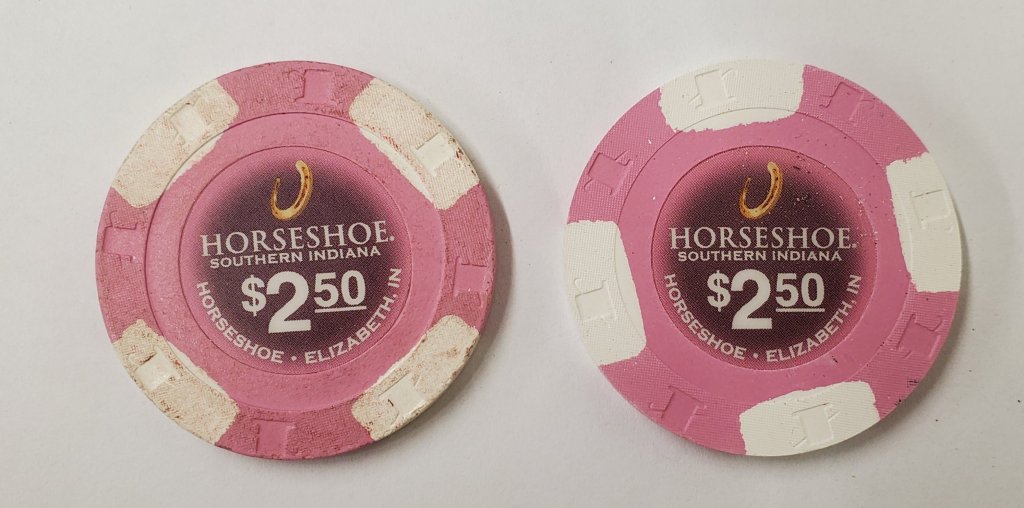 HORSESHOE®
SOUTHERN INDIANA
$2 50
HORSESHOE • ELIZABETH, IN
HORSESHOE®
SOUTHERN INDIANA
$2 50
HORSESHOE • ELIZABETH, IN